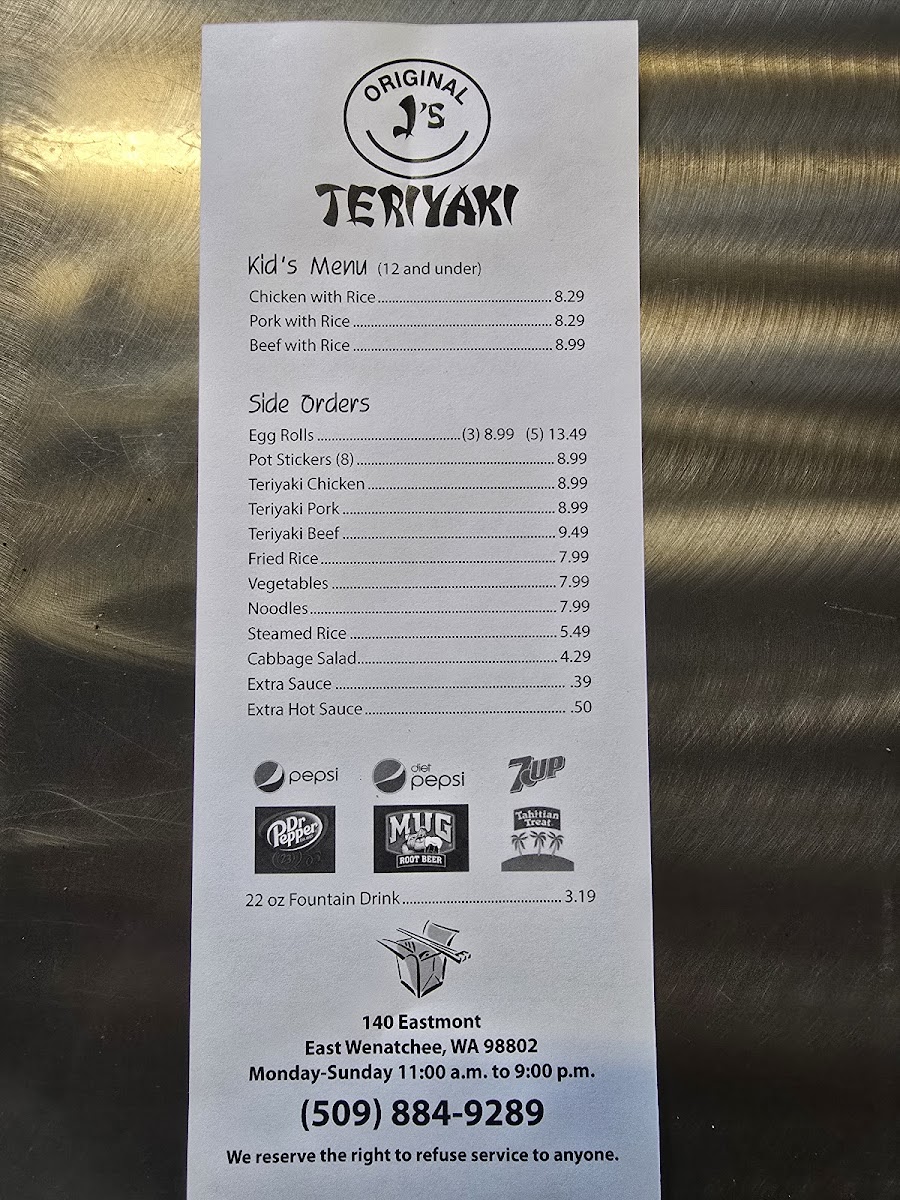 ORIGINAL
J's
TERIYAKI
Kid's Menu (12 and under)
Chicken with Rice 8.29
Pork with Rice 8.29
Beef with Rice 8.99
Side Orders
Egg Rolls (3) 8.99 (5) 13.49
Pot Stickers (8) 8.99
Teriyaki Chicken 8.99
Teriyaki Pork 8.99
Teriyaki Beef 9.49
Fried Rice 7.99
Vegetables 7.99
Noodles 7.99
Steamed Rice 5.49
Cabbage Salad 4.29
Extra Sauce .39
Extra Hot Sauce .50
pepsi diet pepsi 7UP
Dr Pepper MUG ROOT BEER Tahitian Treat
22 oz Fountain Drink 3.19
140 Eastmont
East Wenatchee, WA 98802
Monday-Sunday 11:00 a.m. to 9:00 p.m.
(509) 884-9289
We reserve the right to refuse service to anyone.